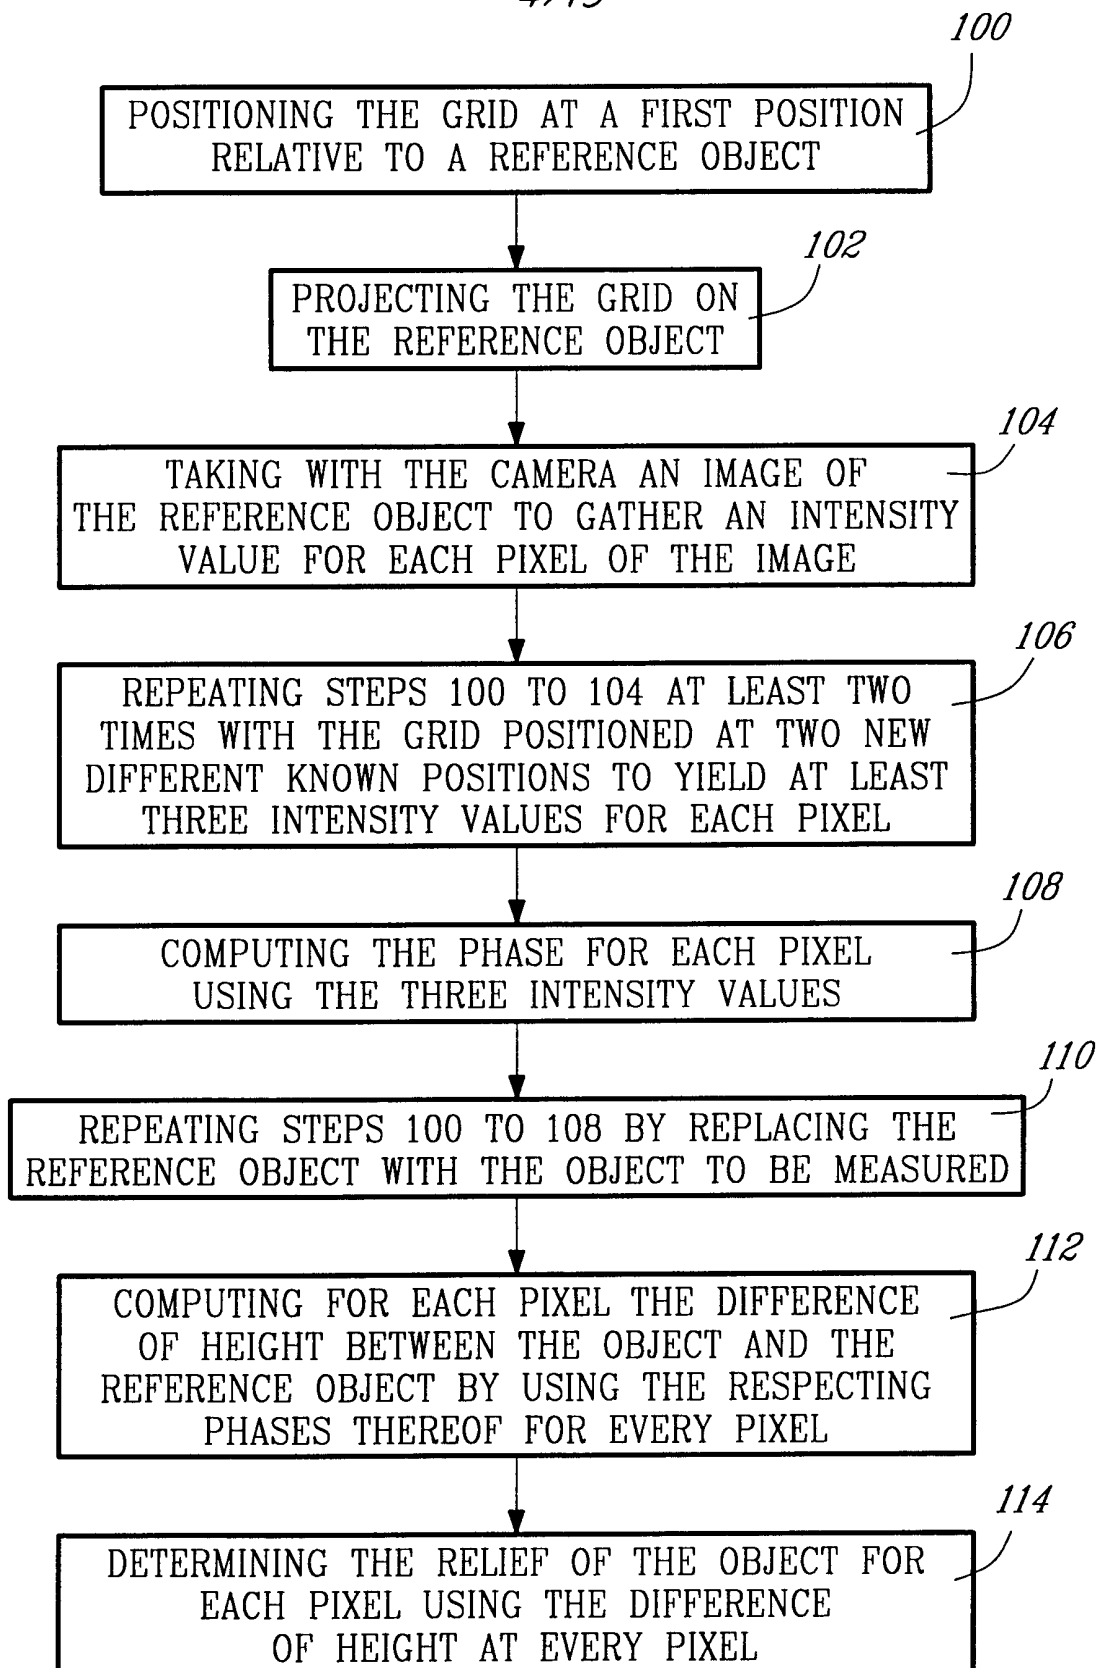 100
POSITIONING THE GRID AT A FIRST POSITION
RELATIVE TO A REFERENCE OBJECT
102
PROJECTING THE GRID ON
THE REFERENCE OBJECT
104
TAKING WITH THE CAMERA AN IMAGE OF
THE REFERENCE OBJECT TO GATHER AN INTENSITY
VALUE FOR EACH PIXEL OF THE IMAGE
106
REPEATING STEPS 100 TO 104 AT LEAST TWO
TIMES WITH THE GRID POSITIONED AT TWO NEW
DIFFERENT KNOWN POSITIONS TO YIELD AT LEAST
THREE INTENSITY VALUES FOR EACH PIXEL
108
COMPUTING THE PHASE FOR EACH PIXEL
USING THE THREE INTENSITY VALUES
110
REPEATING STEPS 100 TO 108 BY REPLACING THE
REFERENCE OBJECT WITH THE OBJECT TO BE MEASURED
112
COMPUTING FOR EACH PIXEL THE DIFFERENCE
OF HEIGHT BETWEEN THE OBJECT AND THE
REFERENCE OBJECT BY USING THE RESPECTING
PHASES THEREOF FOR EVERY PIXEL
114
DETERMINING THE RELIEF OF THE OBJECT FOR
EACH PIXEL USING THE DIFFERENCE
OF HEIGHT AT EVERY PIXEL